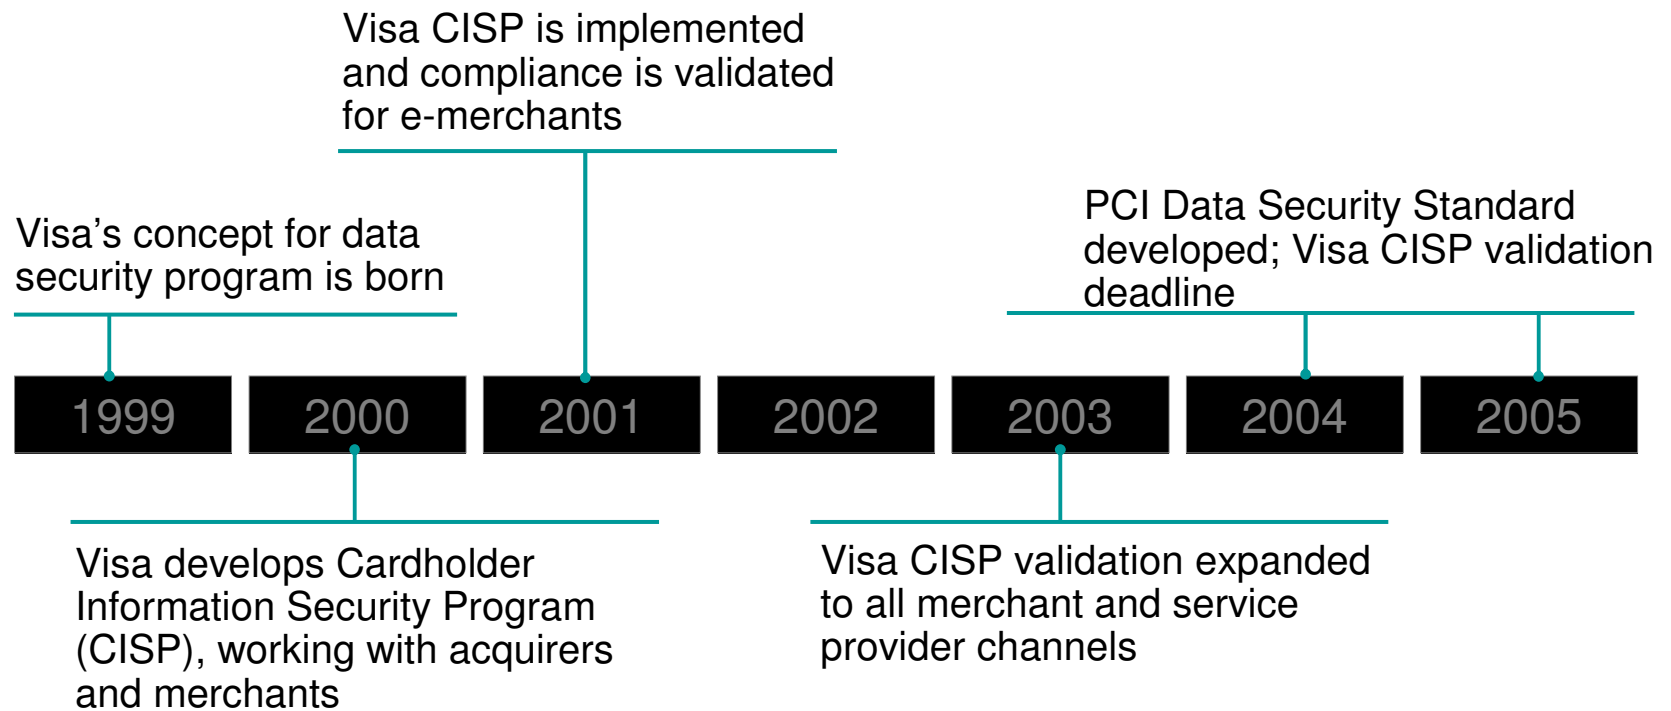 Visa CISP is implemented
and compliance is validated
for e-merchants
Visa’s concept for data
security program is born
PCI Data Security Standard
developed; Visa CISP validation
deadline
1999
2000
2001
2002
2003
2004
2005
Visa develops Cardholder
Information Security Program
(CISP), working with acquirers
and merchants
Visa CISP validation expanded
to all merchant and service
provider channels